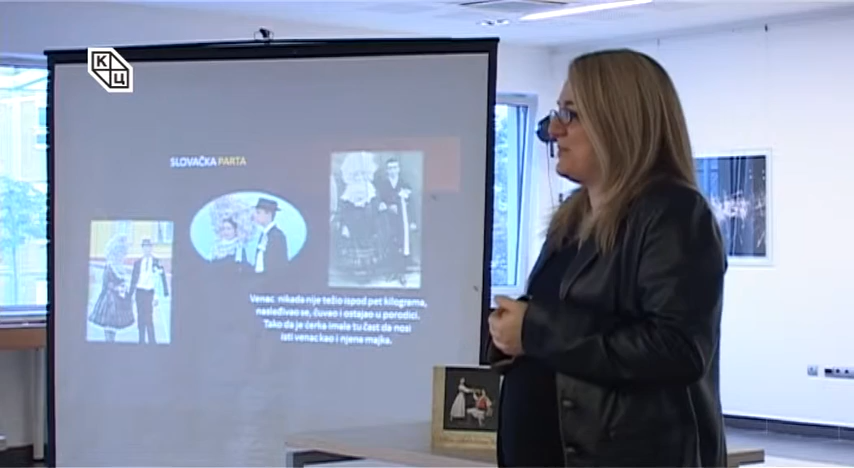 К
Ц
SLOVAČKA PARTA
Venac nikada nije težio ispod pet kilograma,
nasleđivao se, čuvao i ostajao u porodici.
Tako da je ćerka imala tu čast da nosi
isti venac kao i njena majka.